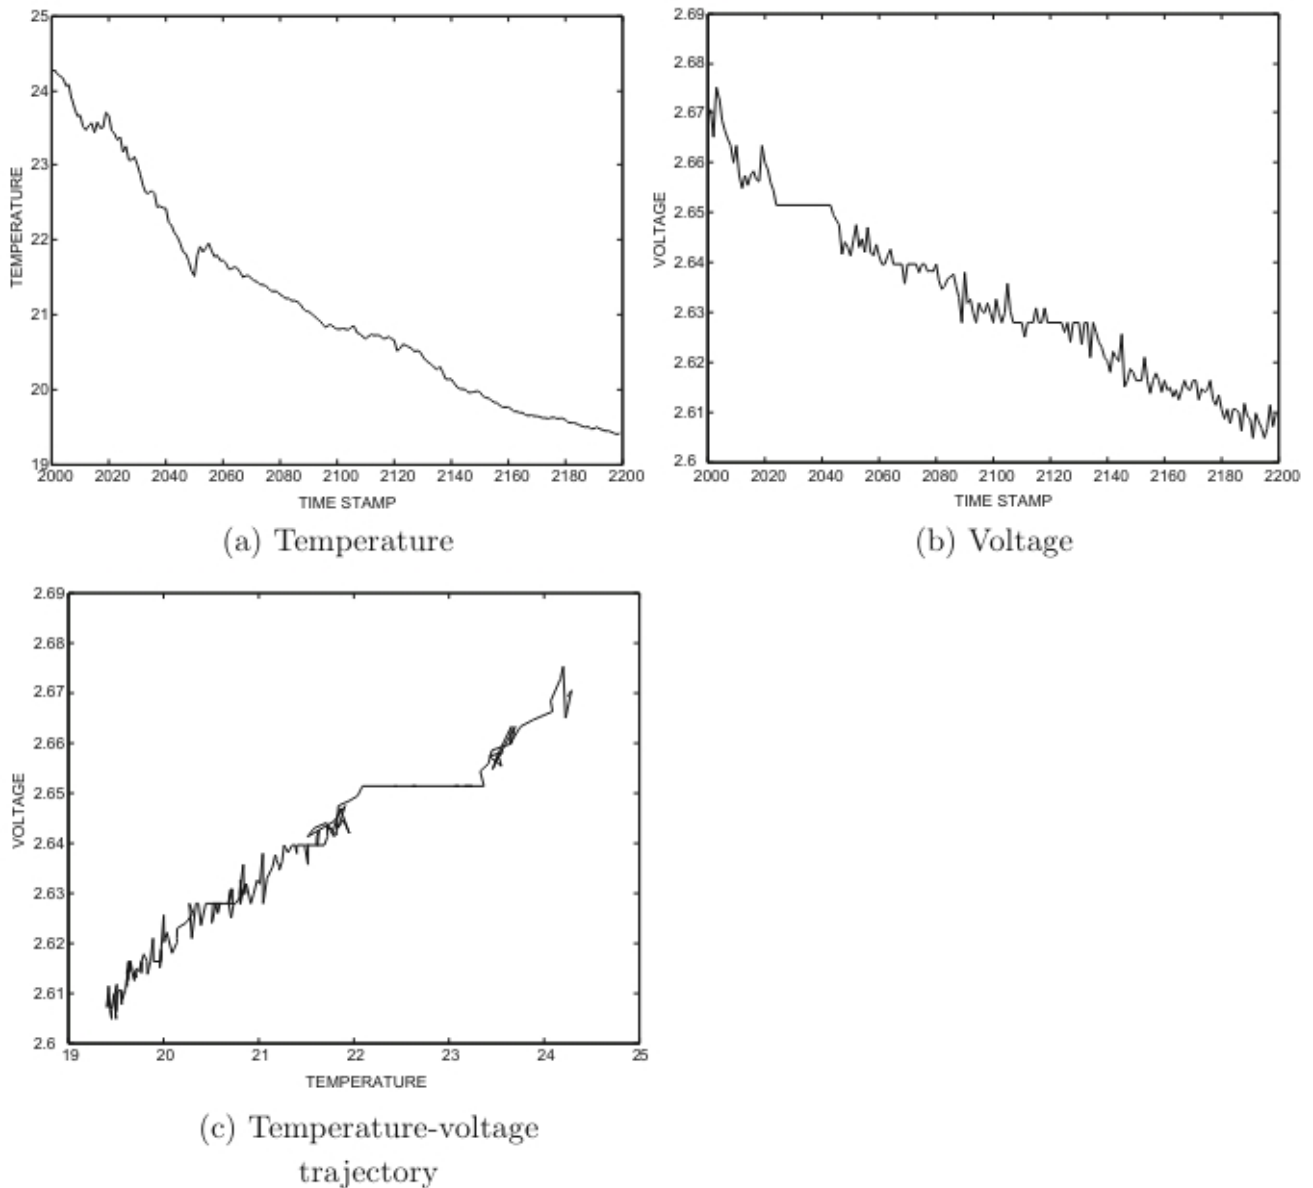 25
24
23
22
21
20
19
TEMPERATURE
2000 2020 2040 2060 2080 2100 2120 2140 2160 2180 2200
TIME STAMP
(a) Temperature
2.69
2.68
2.67
2.66
2.65
2.64
2.63
2.62
2.61
2.6
VOLTAGE
2000 2020 2040 2060 2080 2100 2120 2140 2160 2180 2200
TIME STAMP
(b) Voltage
2.69
2.68
2.67
2.66
2.65
2.64
2.63
2.62
2.61
2.6
VOLTAGE
19 20 21 22 23 24 25
TEMPERATURE
(c) Temperature-voltage
trajectory